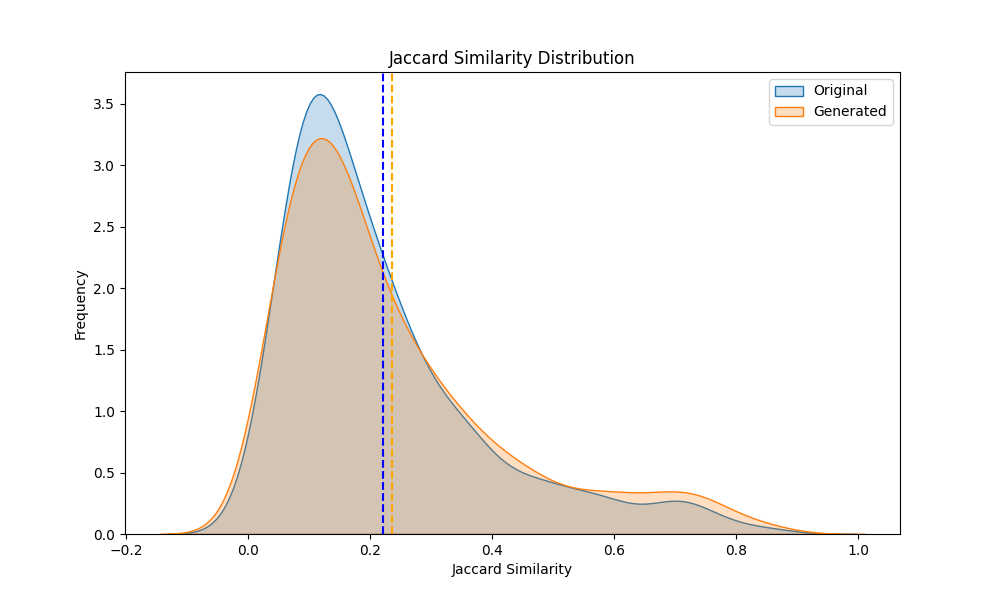 Jaccard Similarity Distribution
Original
Generated
Frequency
3.5
3.0
2.5
2.0
1.5
1.0
0.5
0.0
−0.2 0.0 0.2 0.4 0.6 0.8 1.0
Jaccard Similarity